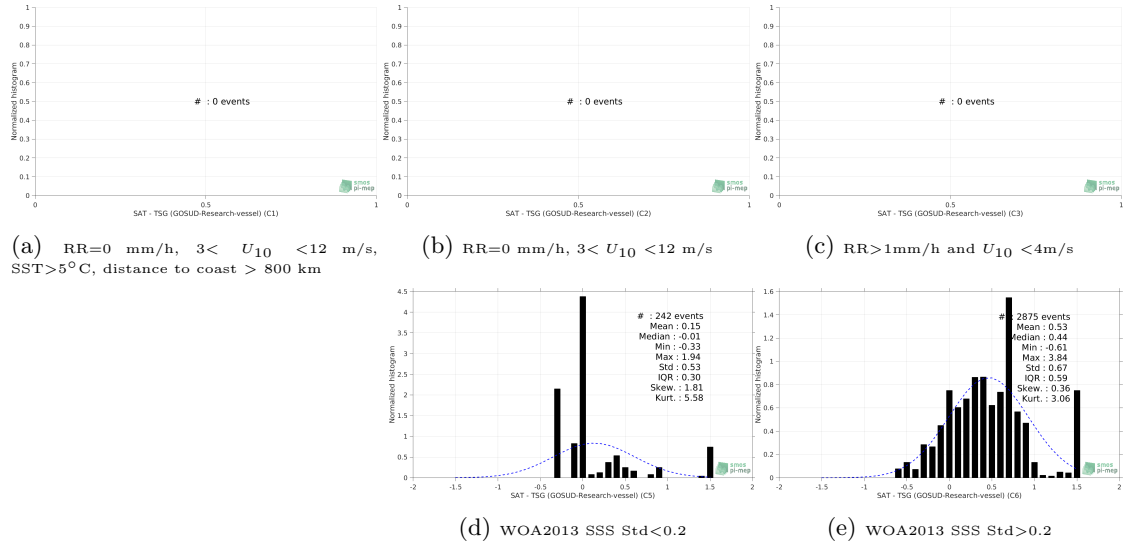 1
0.9
0.8
0.7
0.6
0.5
0.4
0.3
0.2
0.1
0
Normalized histogram
# : 0 events
smos
pi-mep
0 0.5 1
SAT - TSG (GOSUD-Research-vessel) (C1)
(a) RR=0 mm/h, 3< U10 <12 m/s,
SST>5°C, distance to coast > 800 km
1
0.9
0.8
0.7
0.6
0.5
0.4
0.3
0.2
0.1
0
Normalized histogram
# : 0 events
smos
pi-mep
0 0.5 1
SAT - TSG (GOSUD-Research-vessel) (C2)
(b) RR=0 mm/h, 3< U10 <12 m/s
1
0.9
0.8
0.7
0.6
0.5
0.4
0.3
0.2
0.1
0
Normalized histogram
# : 0 events
smos
pi-mep
0 0.5 1
SAT - TSG (GOSUD-Research-vessel) (C3)
(c) RR>1mm/h and U10 <4m/s
4.5
4
3.5
3
2.5
2
1.5
1
0.5
0
Normalized histogram
# : 242 events
Mean : 0.15
Median : -0.01
Min : -0.33
Max : 1.94
Std : 0.53
IQR : 0.30
Skew. : 1.81
Kurt. : 5.58
smos
pi-mep
-2 -1.5 -1 -0.5 0 0.5 1 1.5 2
SAT - TSG (GOSUD-Research-vessel) (C5)
(d) WOA2013 SSS Std<0.2
1.6
1.4
1.2
1
0.8
0.6
0.4
0.2
0
Normalized histogram
# : 2875 events
Mean : 0.53
Median : 0.44
Min : -0.61
Max : 3.84
Std : 0.67
IQR : 0.59
Skew. : 0.36
Kurt. : 3.06
smos
pi-mep
-2 -1.5 -1 -0.5 0 0.5 1 1.5 2
SAT - TSG (GOSUD-Research-vessel) (C6)
(e) WOA2013 SSS Std>0.2